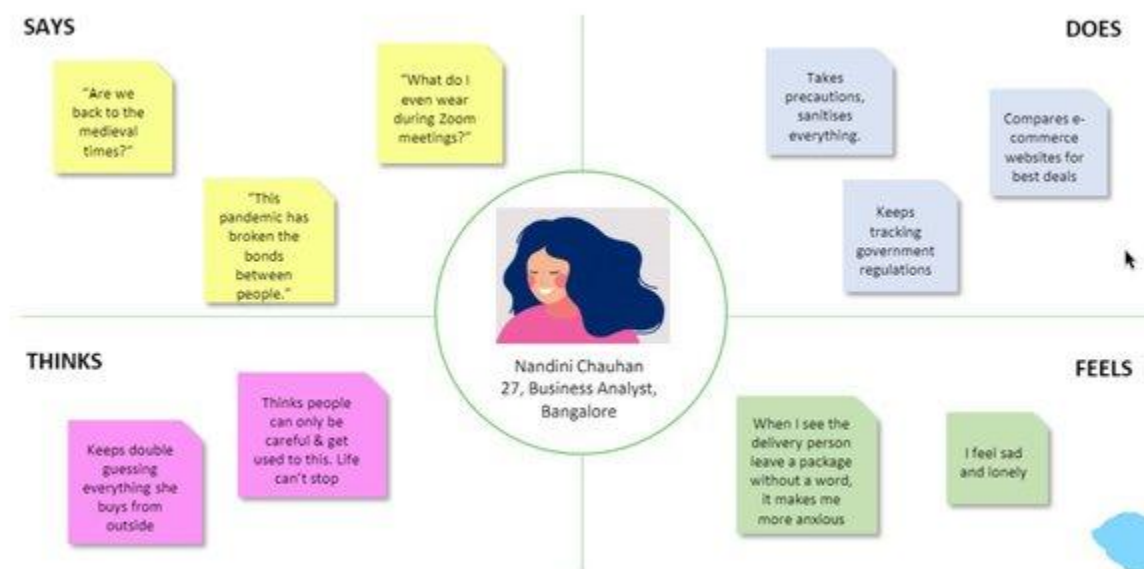 SAYS
"Are we
back to the
medieval
times?"
"What do I
even wear
during Zoom
meetings?"
"This
pandemic has
broken the
bonds
between
people."
DOES
Takes
precautions,
sanitises
everything.
Compares e-
commerce
websites for
best deals
Keeps
tracking
government
regulations
Nandini Chauhan
27, Business Analyst,
Bangalore
THINKS
Keeps double
guessing
everything she
buys from
outside
Thinks people
can only be
careful & get
used to this. Life
can't stop
FEELS
When I see the
delivery person
leave a package
without a word,
it makes me
more anxious
I feel sad
and lonely